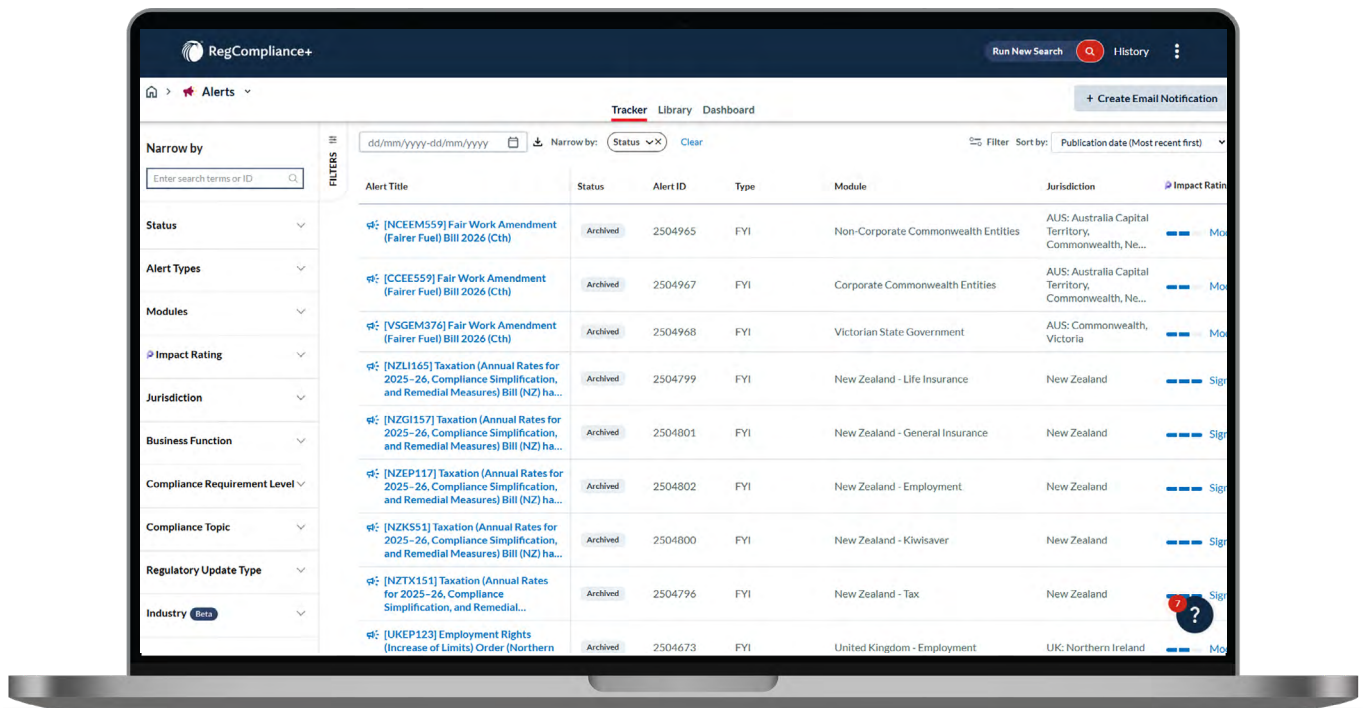 RegCompliance+
Run New Search
History
Alerts
+ Create Email Notification
Tracker
Library
Dashboard
Narrow by
Enter search terms or ID
FILTERS
dd/mm/yyyy-dd/mm/yyyy
Narrow by:
Status
Clear
Filter
Sort by:
Publication date (Most recent first)
Status
Alert Types
Modules
Impact Rating
Jurisdiction
Business Function
Compliance Requirement Level
Compliance Topic
Regulatory Update Type
Industry Beta
Alert Title
Status
Alert ID
Type
Module
Jurisdiction
Impact Ratin
[NCEEM559] Fair Work Amendment
(Fairer Fuel) Bill 2026 (Cth)
Archived
2504965
FYI
Non-Corporate Commonwealth Entities
AUS: Australia Capital
Territory,
Commonwealth, Ne...
Mo
[CCEE559] Fair Work Amendment
(Fairer Fuel) Bill 2026 (Cth)
Archived
2504967
FYI
Corporate Commonwealth Entities
AUS: Australia Capital
Territory,
Commonwealth, Ne...
Mo
[VSGEM376] Fair Work Amendment
(Fairer Fuel) Bill 2026 (Cth)
Archived
2504968
FYI
Victorian State Government
AUS: Commonwealth,
Victoria
Mo
[NZLI165] Taxation (Annual Rates for
2025–26, Compliance Simplification,
and Remedial Measures) Bill (NZ) ha...
Archived
2504799
FYI
New Zealand - Life Insurance
New Zealand
Sigr
[NZGI157] Taxation (Annual Rates for
2025–26, Compliance Simplification,
and Remedial Measures) Bill (NZ) ha...
Archived
2504801
FYI
New Zealand - General Insurance
New Zealand
Sigr
[NZEP117] Taxation (Annual Rates for
2025–26, Compliance Simplification,
and Remedial Measures) Bill (NZ) ha...
Archived
2504802
FYI
New Zealand - Employment
New Zealand
Sigr
[NZKS51] Taxation (Annual Rates for
2025–26, Compliance Simplification,
and Remedial Measures) Bill (NZ) ha...
Archived
2504800
FYI
New Zealand - Kiwisaver
New Zealand
Sigr
[NZTX151] Taxation (Annual Rates
for 2025–26, Compliance
Simplification, and Remedial...
Archived
2504796
FYI
New Zealand - Tax
New Zealand
Sigr
[UKEP123] Employment Rights
(Increase of Limits) Order (Northern
Archived
2504673
FYI
United Kingdom - Employment
UK: Northern Ireland
Mo
7
?